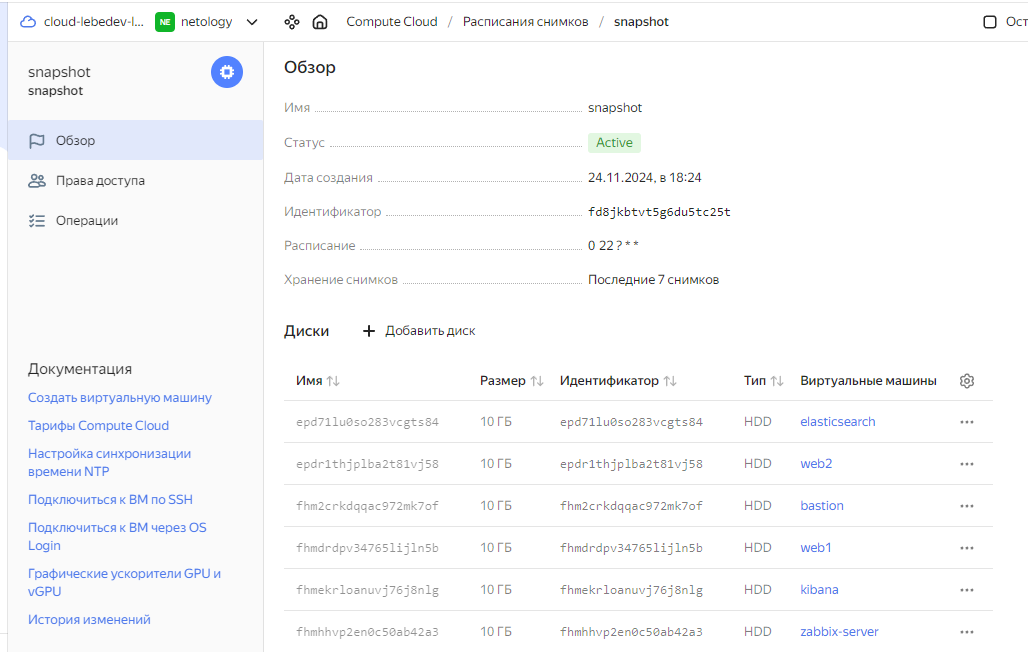 cloud-lebedev-l... NE netology Compute Cloud / Расписания снимков / snapshot Ост
snapshot
snapshot
Обзор
Права доступа
Операции
Документация
Создать виртуальную машину
Тарифы Compute Cloud
Настройка синхронизации
времени NTP
Подключиться к ВМ по SSH
Подключиться к ВМ через OS
Login
Графические ускорители GPU и
vGPU
История изменений
Обзор
Имя snapshot
Статус Active
Дата создания 24.11.2024, в 18:24
Идентификатор fd8jkbtvt5g6du5tc25t
Расписание 0 22 ? * *
Хранение снимков Последние 7 снимков
Диски + Добавить диск
Имя Размер Идентификатор Тип Виртуальные машины
epd71lu0so283vcgts84 10 ГБ epd71lu0so283vcgts84 HDD elasticsearch
epdr1thjplba2t81vj58 10 ГБ epdr1thjplba2t81vj58 HDD web2
fhm2crkdqqac972mk7of 10 ГБ fhm2crkdqqac972mk7of HDD bastion
fhmdrdpv34765lijln5b 10 ГБ fhmdrdpv34765lijln5b HDD web1
fhmekrloanuvj76j8nlg 10 ГБ fhmekrloanuvj76j8nlg HDD kibana
fhmhhvp2en0c50ab42a3 10 ГБ fhmhhvp2en0c50ab42a3 HDD zabbix-server